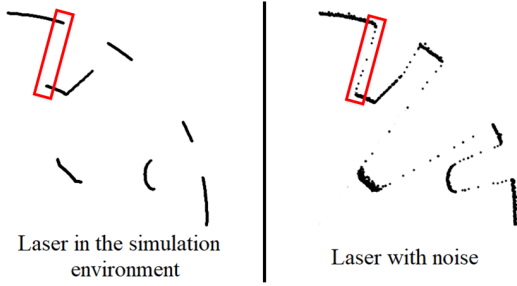 Laser in the simulation
environment
Laser with noise